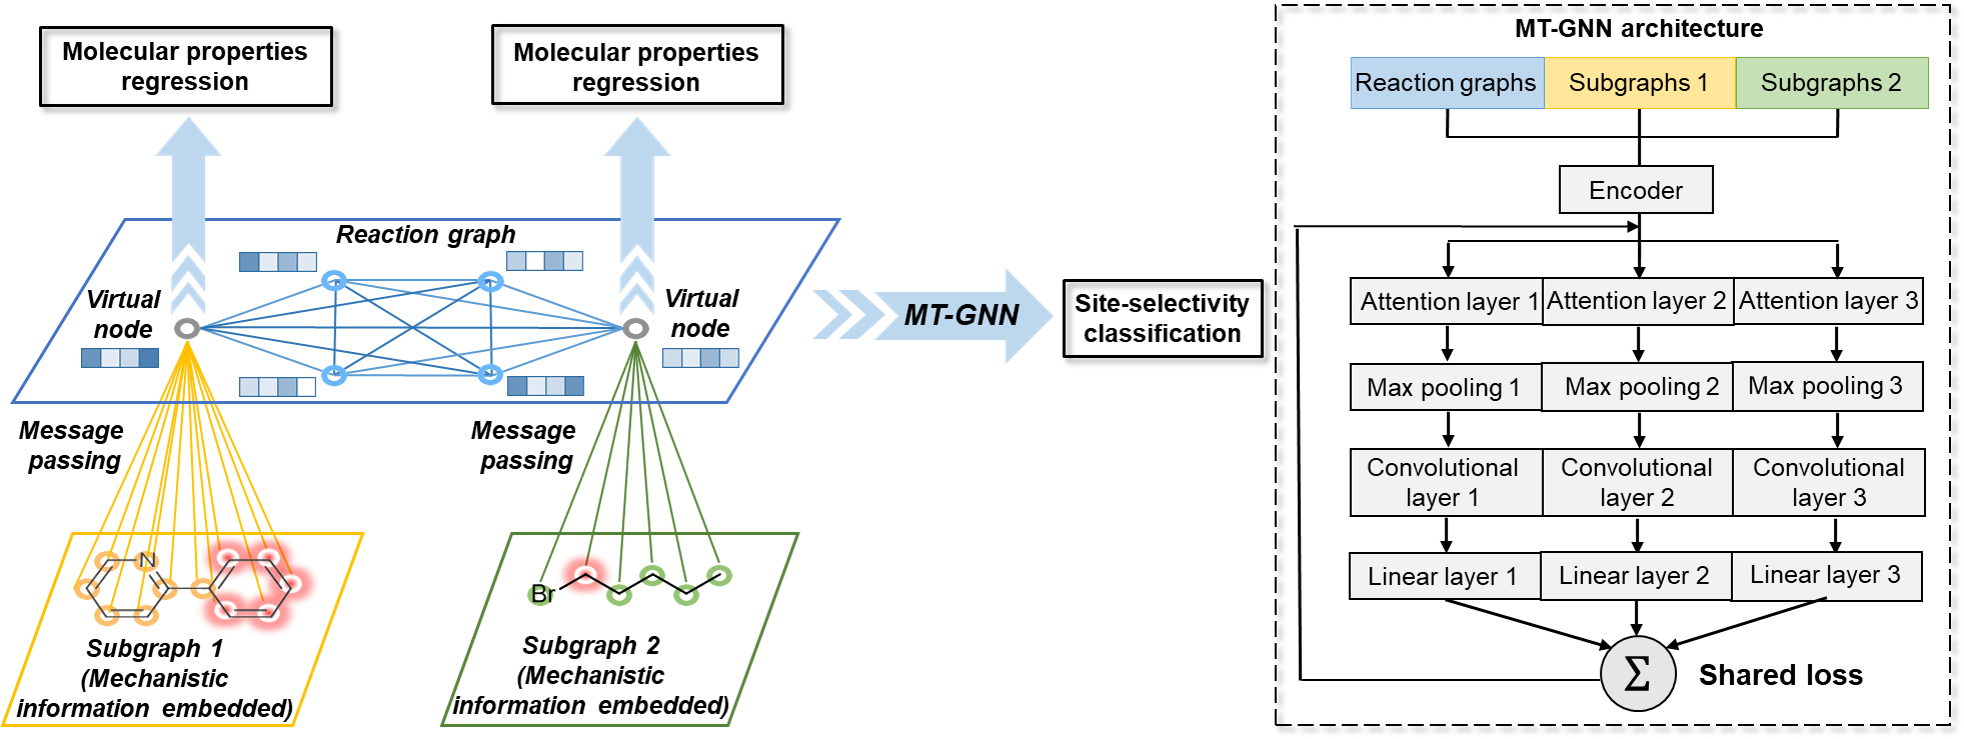 Molecular properties
regression
Molecular properties
regression
Reaction graph
Virtual
node
Virtual
node
Message
passing
Message
passing
N
Subgraph 1
(Mechanistic
information embedded)
Br
Subgraph 2
(Mechanistic
information embedded)
MT-GNN
Site-selectivity
classification
MT-GNN architecture
Reaction graphs Subgraphs 1 Subgraphs 2
Encoder
Attention layer 1 Attention layer 2 Attention layer 3
Max pooling 1 Max pooling 2 Max pooling 3
Convolutional layer 1 Convolutional layer 2 Convolutional layer 3
Linear layer 1 Linear layer 2 Linear layer 3
Σ Shared loss